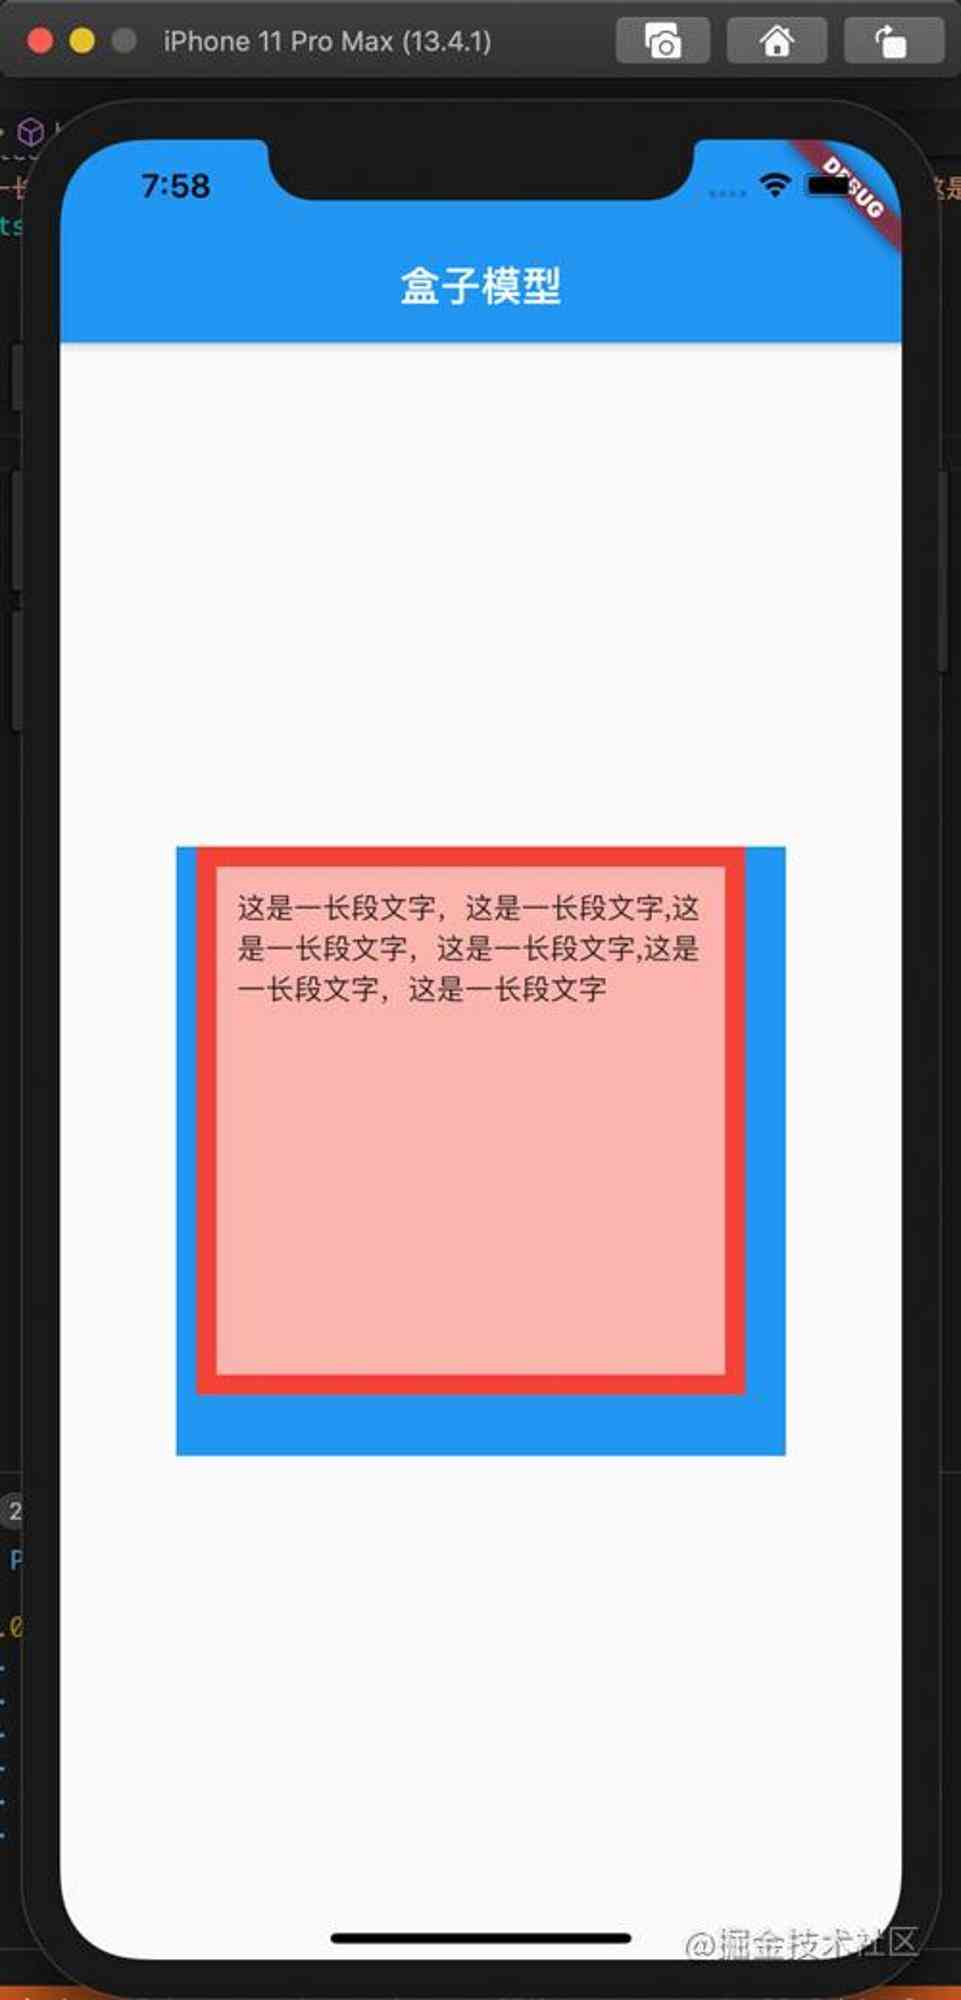 iPhone 11 Pro Max (13.4.1)
7:58
DEBUG
盒子模型
这是一长段文字，这是一长段文字,这
是一长段文字，这是一长段文字,这是
一长段文字，这是一长段文字
@掘金技术社区